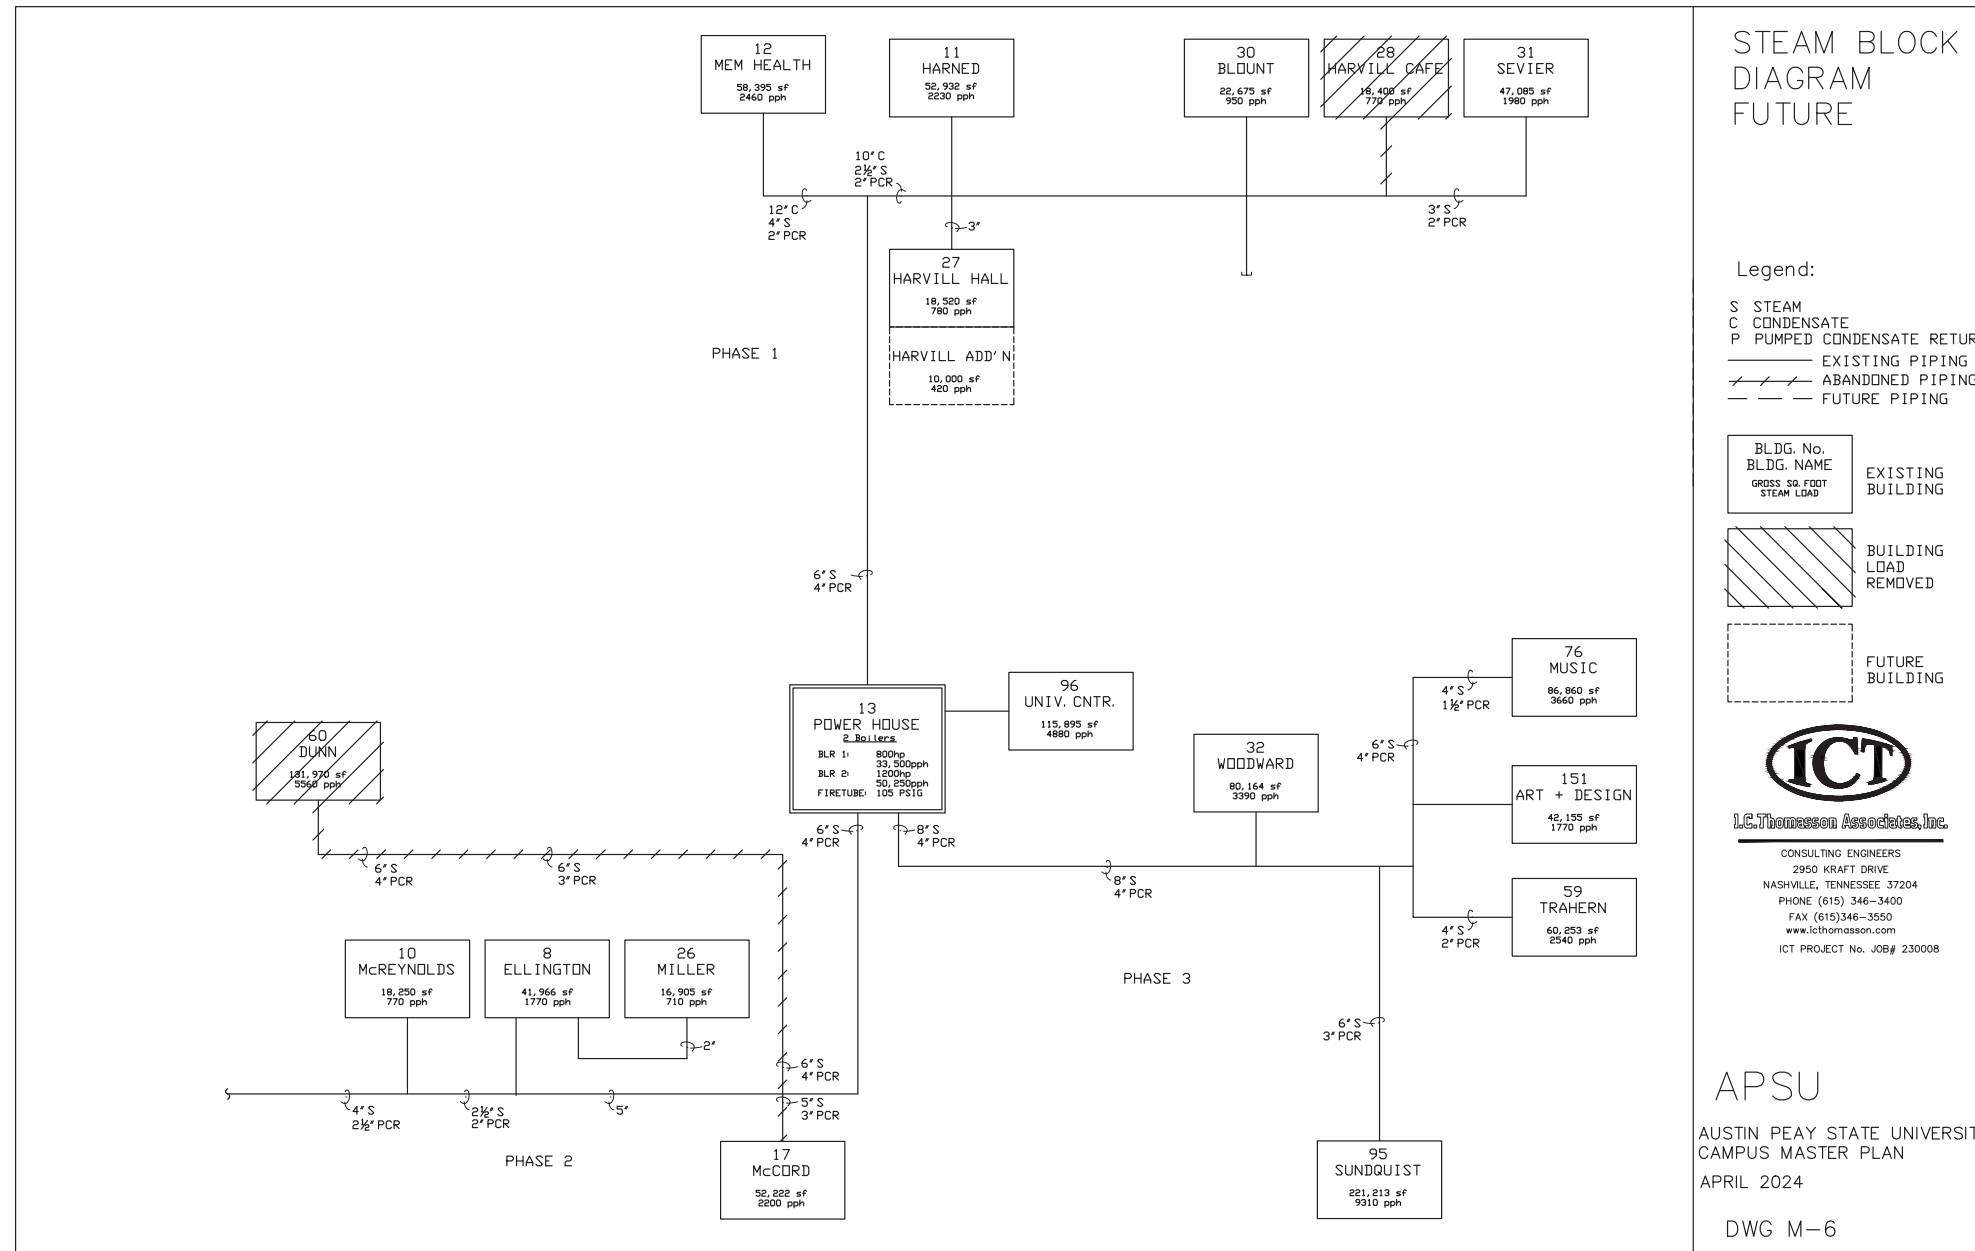 STEAM BLOCK
DIAGRAM
FUTURE
12
MEM HEALTH
58,395 sf
2460 pph
11
HARNED
52,932 sf
2230 pph
30
BLOUNT
22,675 sf
950 pph
28
HARVILL CAFE
18,400 sf
770 pph
31
SEVIER
47,085 sf
1980 pph
10" C
2½" S
2" PCR
12" C
4" S
2" PCR
3"
3" S
2" PCR
27
HARVILL HALL
18,520 sf
780 pph
HARVILL ADD'N
10,000 sf
420 pph
PHASE 1
Legend:
S STEAM
C CONDENSATE
P PUMPED CONDENSATE RETUR
EXISTING PIPING
ABANDONED PIPING
FUTURE PIPING
BLDG. No.
BLDG. NAME
GROSS SQ. FOOT
STEAM LOAD
EXISTING
BUILDING
BUILDING
LOAD
REMOVED
FUTURE
BUILDING
6" S
4" PCR
13
POWER HOUSE
2 Boilers
BLR 1: 800hp
33,500pph
BLR 2: 1200hp
50,250pph
FIRETUBE: 105 PSIG
96
UNIV. CNTR.
115,895 sf
4880 pph
32
WOODWARD
80,164 sf
3390 pph
76
MUSIC
86,860 sf
3660 pph
4" S
1½" PCR
6" S
4" PCR
151
ART + DESIGN
42,155 sf
1770 pph
59
TRAHERN
60,253 sf
2540 pph
4" S
2" PCR
60
DUNN
131,970 sf
5560 pph
6" S
4" PCR
8" S
4" PCR
6" S
4" PCR
6" S
3" PCR
8" S
4" PCR
10
McREYNOLDS
18,250 sf
770 pph
8
ELLINGTON
41,966 sf
1770 pph
26
MILLER
16,905 sf
710 pph
2"
PHASE 3
6" S
3" PCR
6" S
4" PCR
5" S
3" PCR
4" S
2½" PCR
2½" S
2" PCR
5"
PHASE 2
17
McCORD
52,222 sf
2200 pph
95
SUNDQUIST
221,213 sf
9310 pph
ICT
I.C.Thomasson Associates,Inc.
CONSULTING ENGINEERS
2950 KRAFT DRIVE
NASHVILLE, TENNESSEE 37204
PHONE (615) 346-3400
FAX (615)346-3550
www.icthomasson.com
ICT PROJECT No. JOB# 230008
APSU
AUSTIN PEAY STATE UNIVERSIT
CAMPUS MASTER PLAN
APRIL 2024
DWG M-6